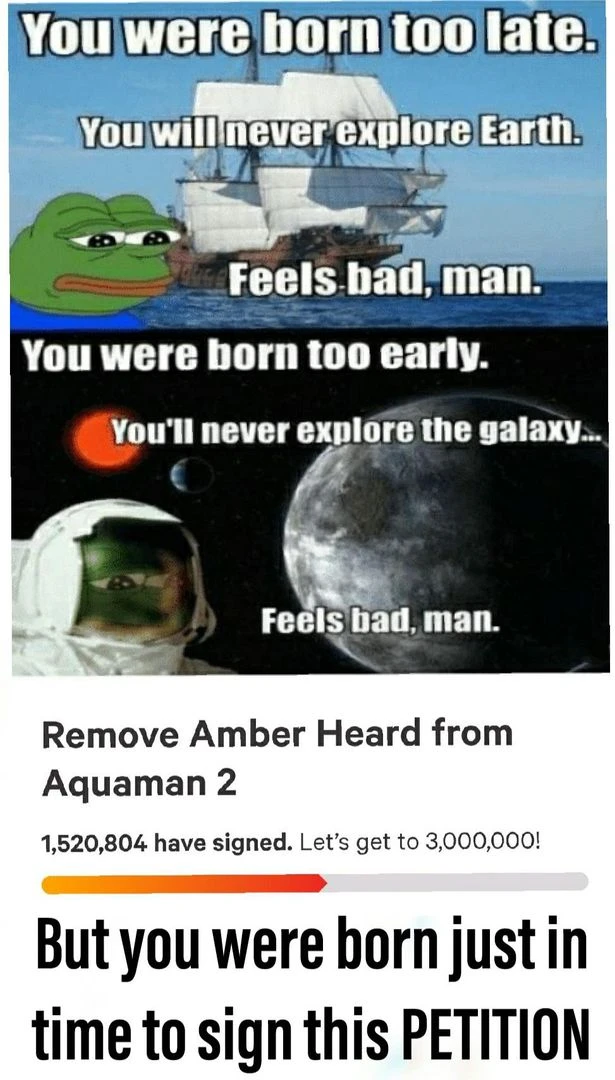 You were born too late.
You will never explore Earth.
Feels bad, man.
You were born too early.
You'll never explore the galaxy...
Feels bad, man.
Remove Amber Heard from
Aquaman 2
1,520,804 have signed. Let's get to 3,000,000!
But you were born just in
time to sign this PETITION